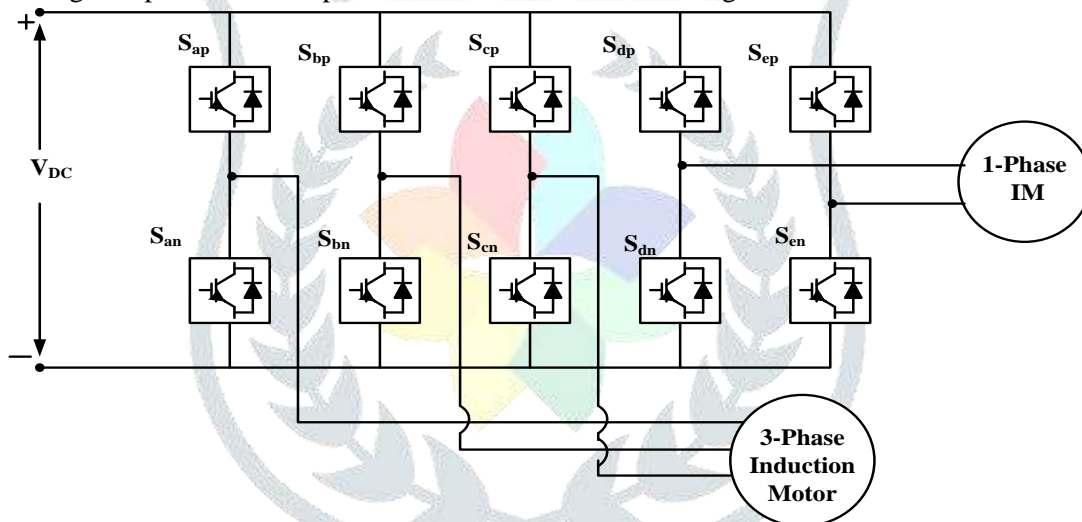 +
S_ap
S_bp
S_cp
S_dp
S_ep
V_DC
1-Phase
IM
S_an
S_bn
S_cn
S_dn
S_en
−
3-Phase
Induction
Motor